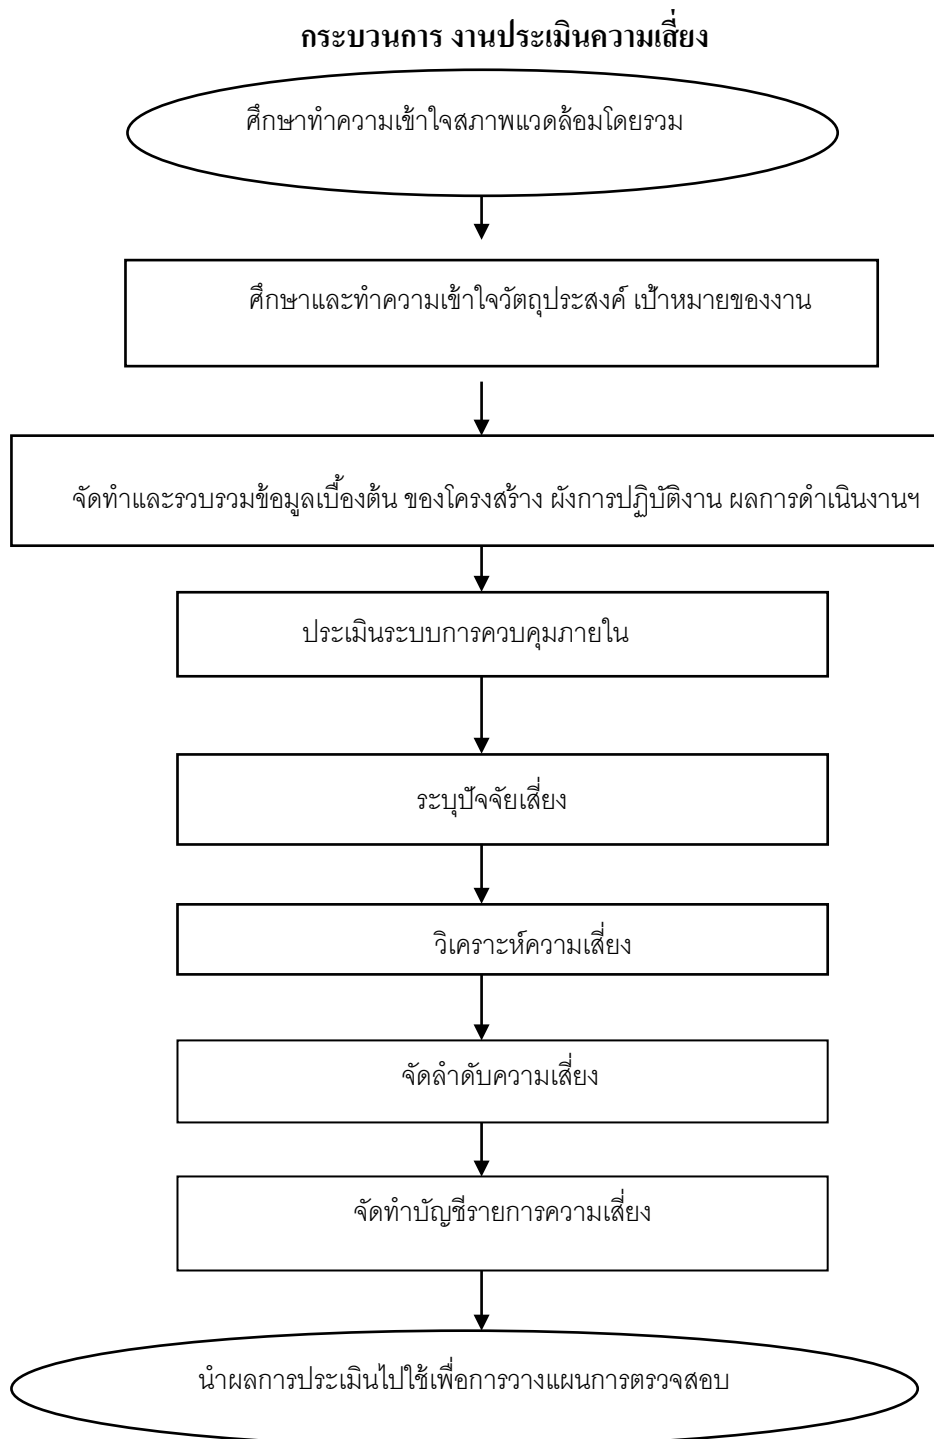 กระบวนการ งานประเมินความเสี่ยง
ศึกษาทำความเข้าใจสภาพแวดล้อมโดยรวม
ศึกษาและทำความเข้าใจวัตถุประสงค์ เป้าหมายของงาน
จัดทำและรวบรวมข้อมูลเบื้องต้น ของโครงสร้าง ผังการปฏิบัติงาน ผลการดำเนินงานฯ
ประเมินระบบการควบคุมภายใน
ระบุปัจจัยเสี่ยง
วิเคราะห์ความเสี่ยง
จัดลำดับความเสี่ยง
จัดทำบัญชีรายการความเสี่ยง
นำผลการประเมินไปใช้เพื่อการวางแผนการตรวจสอบ